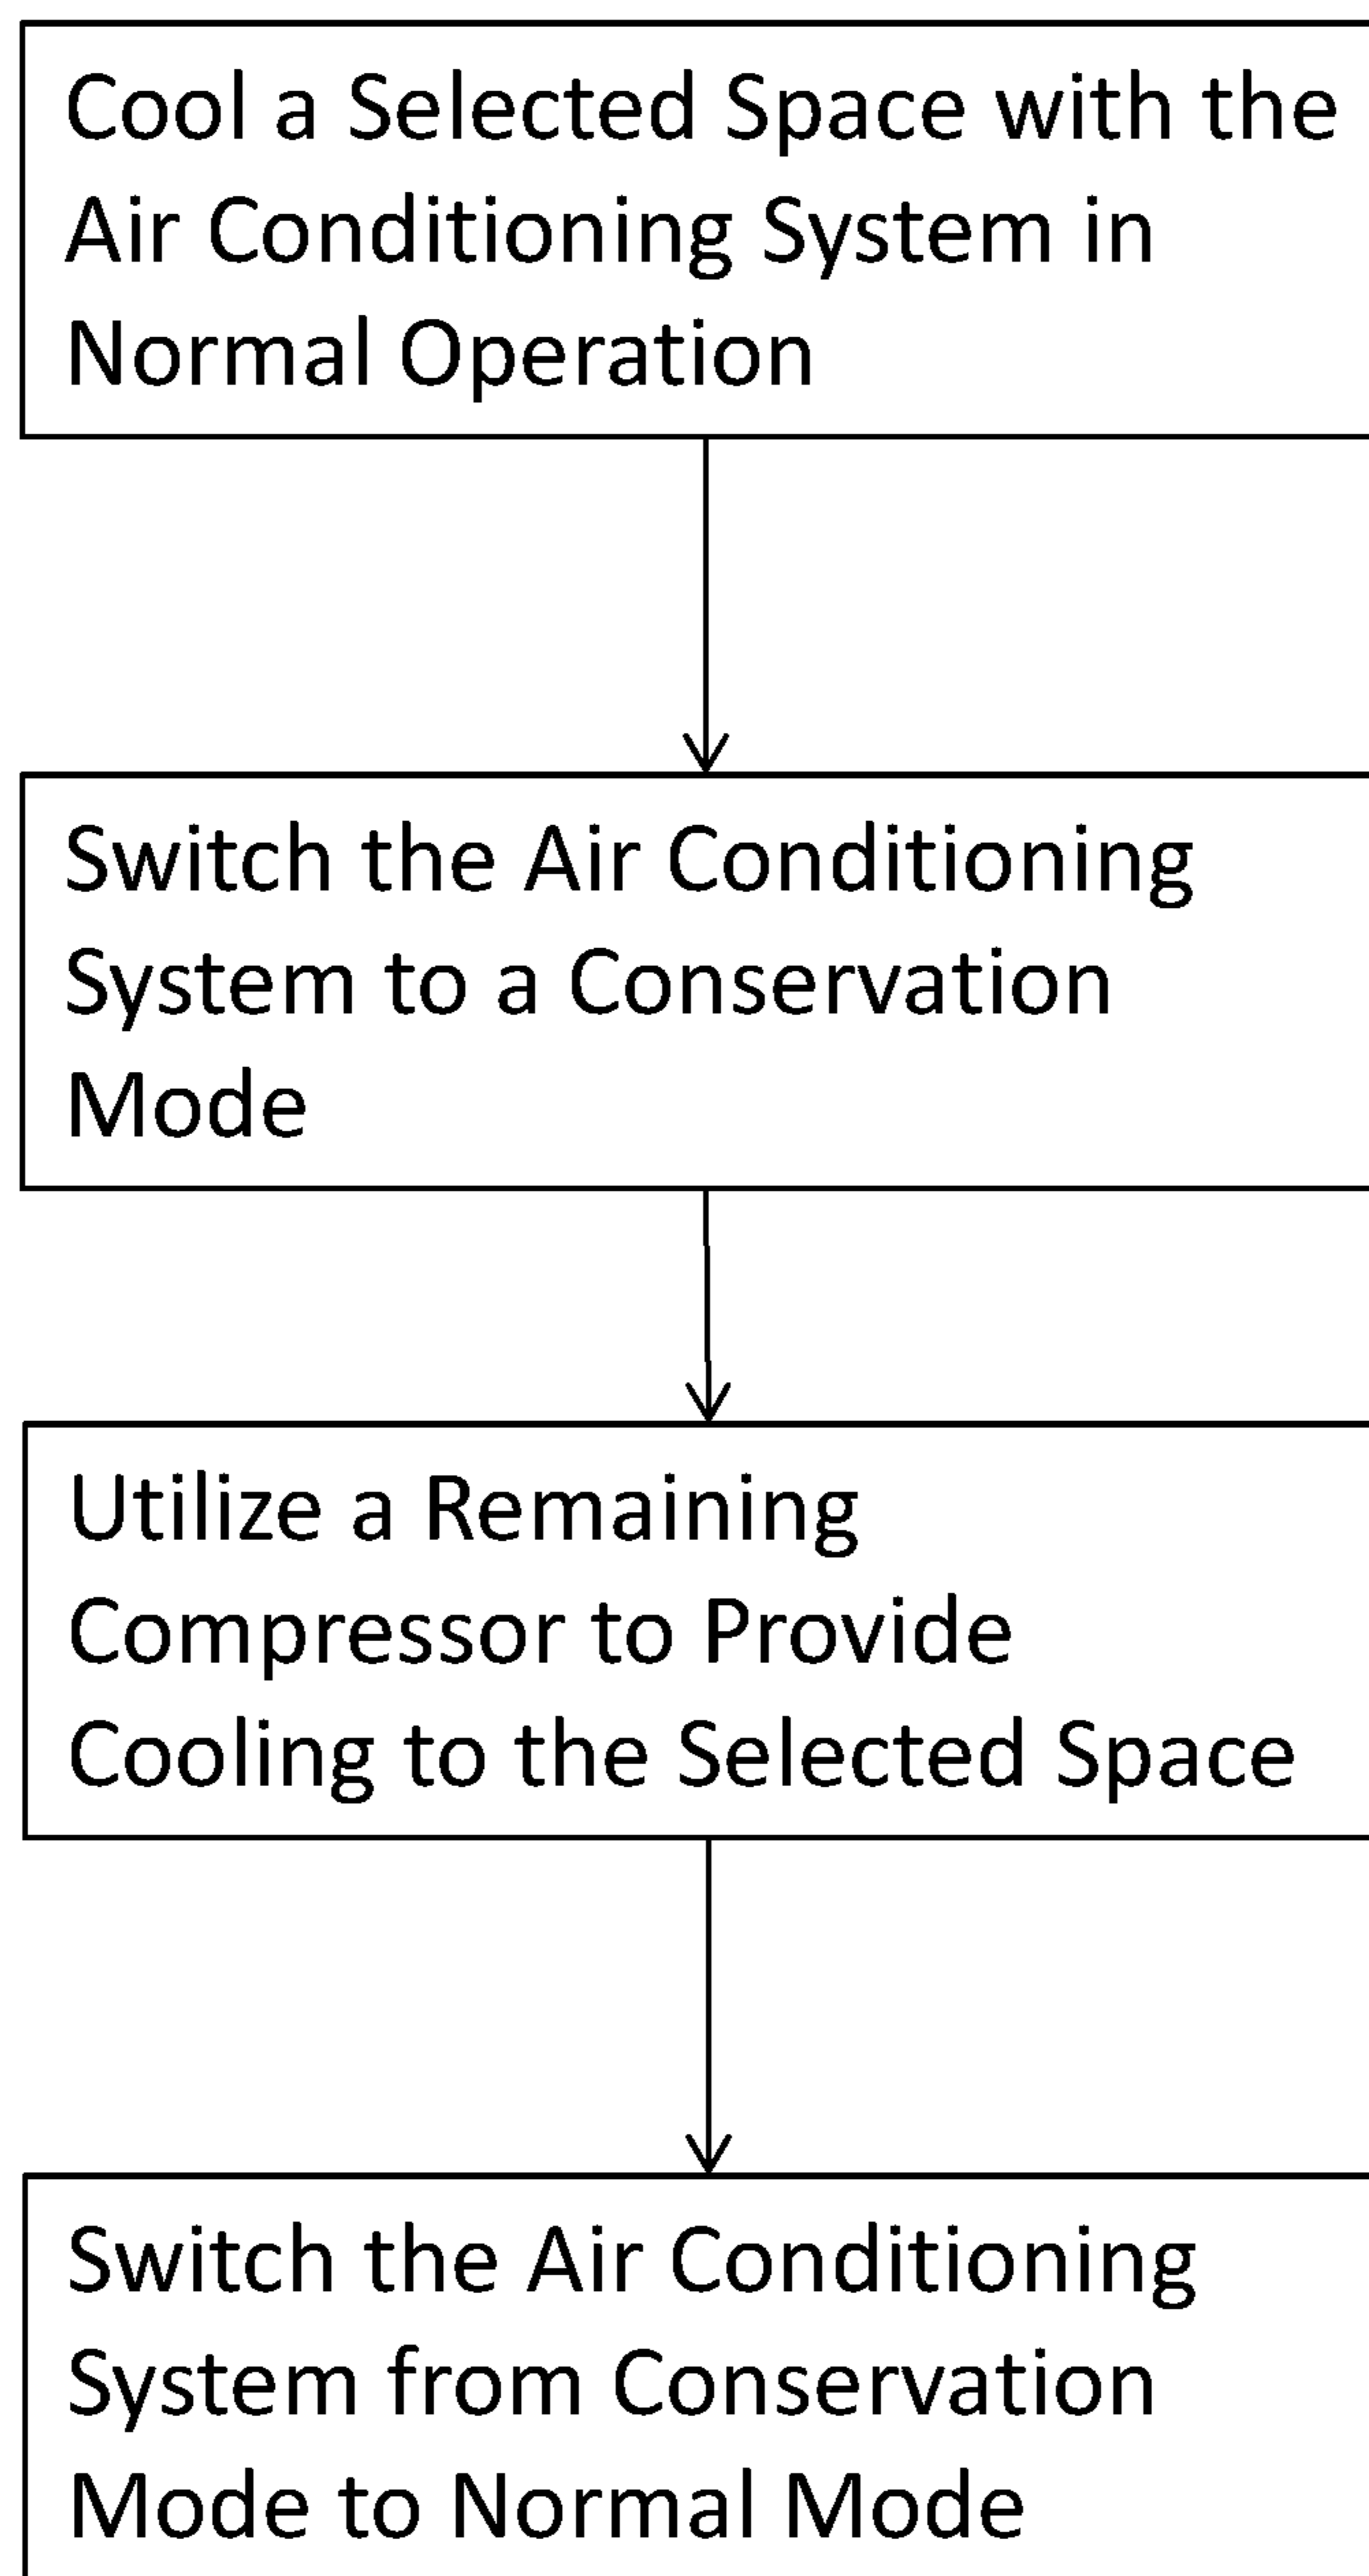 Cool a Selected Space with the
Air Conditioning System in
Normal Operation
Switch the Air Conditioning
System to a Conservation
Mode
Utilize a Remaining
Compressor to Provide
Cooling to the Selected Space
Switch the Air Conditioning
System from Conservation
Mode to Normal Mode